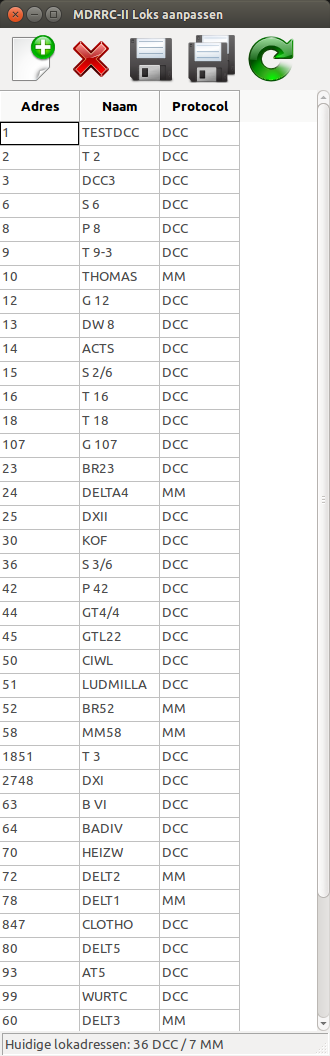 MDRRC-II Loks aanpassen
Adres Naam Protocol
1 TESTDCC DCC
2 T 2 DCC
3 DCC3 DCC
6 S 6 DCC
8 P 8 DCC
9 T 9-3 DCC
10 THOMAS MM
12 G 12 DCC
13 DW 8 DCC
14 ACTS DCC
15 S 2/6 DCC
16 T 16 DCC
18 T 18 DCC
107 G 107 DCC
23 BR23 DCC
24 DELTA4 MM
25 DXII DCC
30 KOF DCC
36 S 3/6 DCC
42 P 42 DCC
44 GT4/4 DCC
45 GTL22 DCC
50 CIWL DCC
51 LUDMILLA DCC
52 BR52 MM
58 MM58 MM
1851 T 3 DCC
2748 DXI DCC
63 B VI DCC
64 BADIV DCC
70 HEIZW DCC
72 DELT2 MM
78 DELT1 MM
847 CLOTHO DCC
80 DELT5 DCC
93 AT5 DCC
99 WURTC DCC
60 DELT3 MM
Huidige lokadressen: 36 DCC / 7 MM